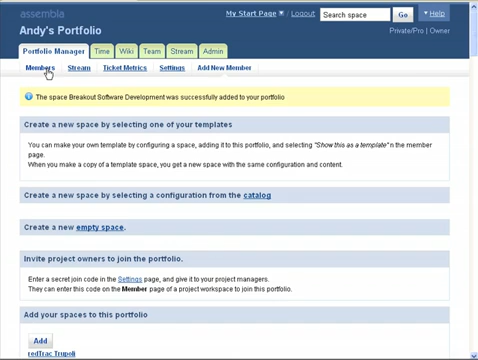 assembla
My Start Page | Logout Search space Go Help
Andy's Portfolio
Private/Pro | Owner
Portfolio Manager Time Wiki Team Stream Admin
Members Stream Ticket Metrics Settings Add New Member
The space Breakout Software Development was successfully added to your portfolio
Create a new space by selecting one of your templates
You can make your own template by configuring a space, adding it to this portfolio, and selecting "Show this as a template" n the member
page.
When you make a copy of a template space, you get a new space with the same configuration and content.
Create a new space by selecting a configuration from the catalog
Create a new empty space.
Invite project owners to join the portfolio.
Enter a secret join code in the Settings page, and give it to your project managers.
They can enter this code on the Member page of a project workspace to join this portfolio.
Add your spaces to this portfolio
Add
redTrac Trupoli